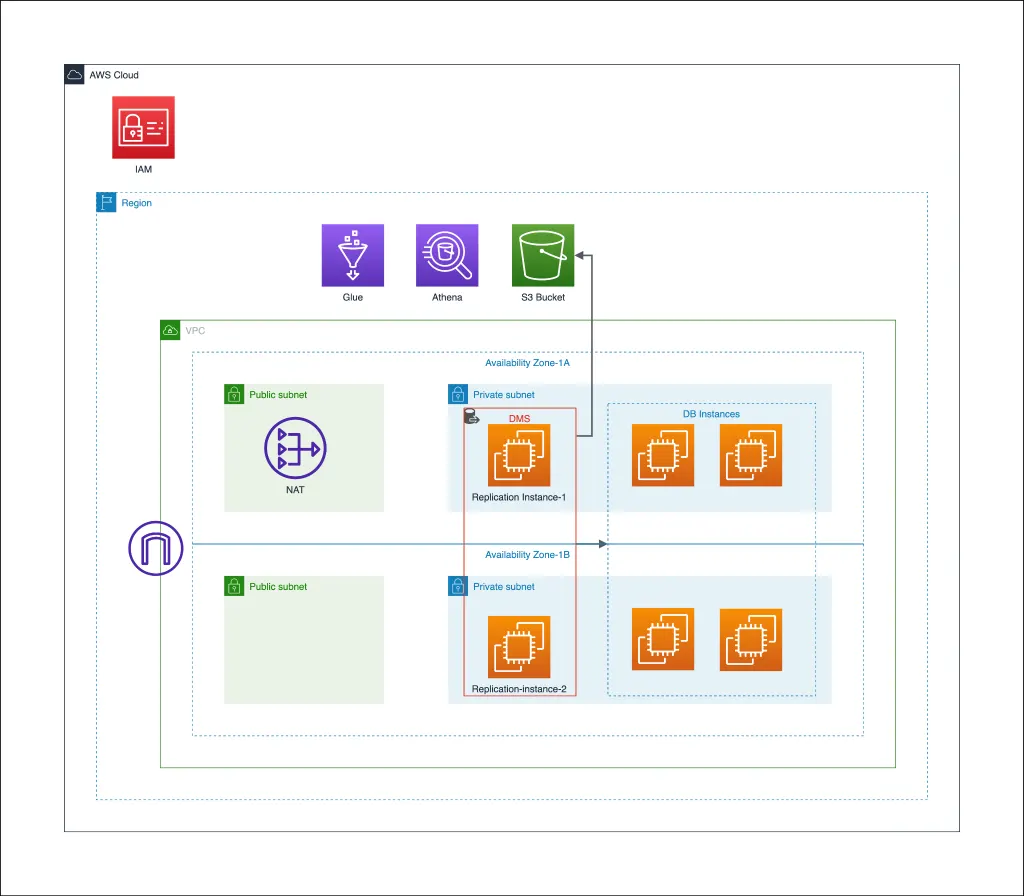 AWS Cloud
IAM
Region
Glue
Athena
S3 Bucket
VPC
Availability Zone-1A
Public subnet
Private subnet
DMS
DB Instances
NAT
Replication Instance-1
Availability Zone-1B
Public subnet
Private subnet
Replication-instance-2